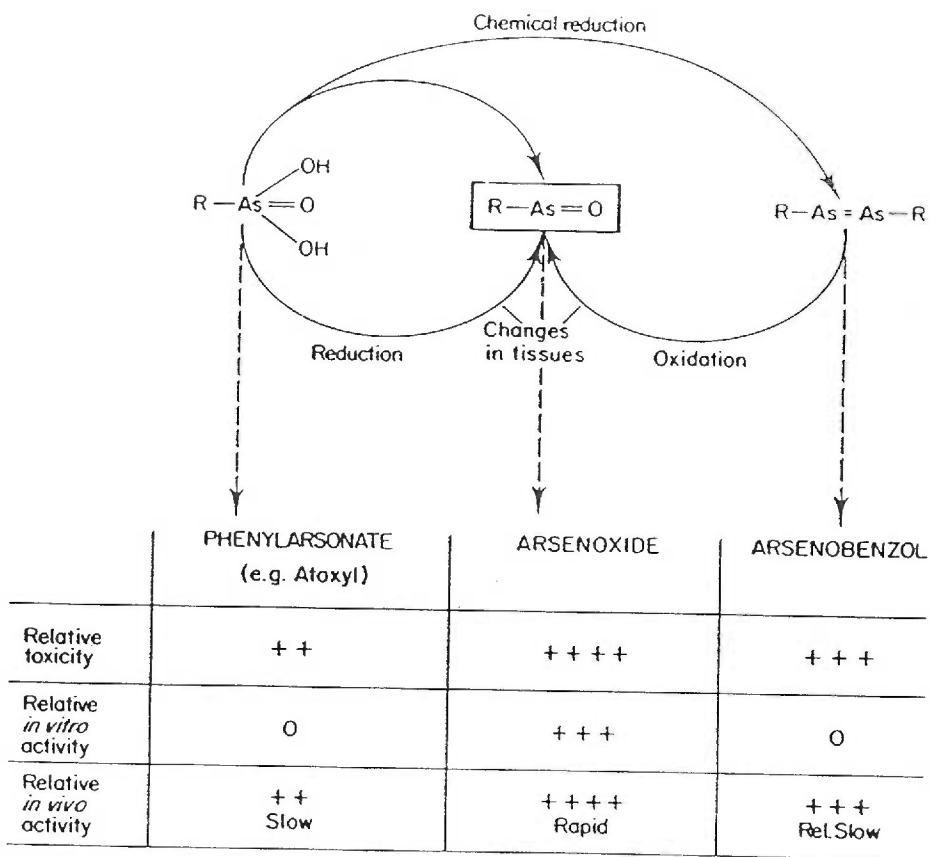 Chemical reduction
OH
R—As=O
OH
R—As=O
R—As=As—R
Reduction
Changes
in tissues
Oxidation
PHENYLARSONATE
(e.g. Atoxyl)
ARSENOXIDE
ARSENOBENZOL
Relative
toxicity
+ +
+ + + +
+ + +
Relative
in vitro
activity
O
+ + +
O
Relative
in vivo
activity
+ +
Slow
+ + + +
Rapid
+ + +
Rel. Slow